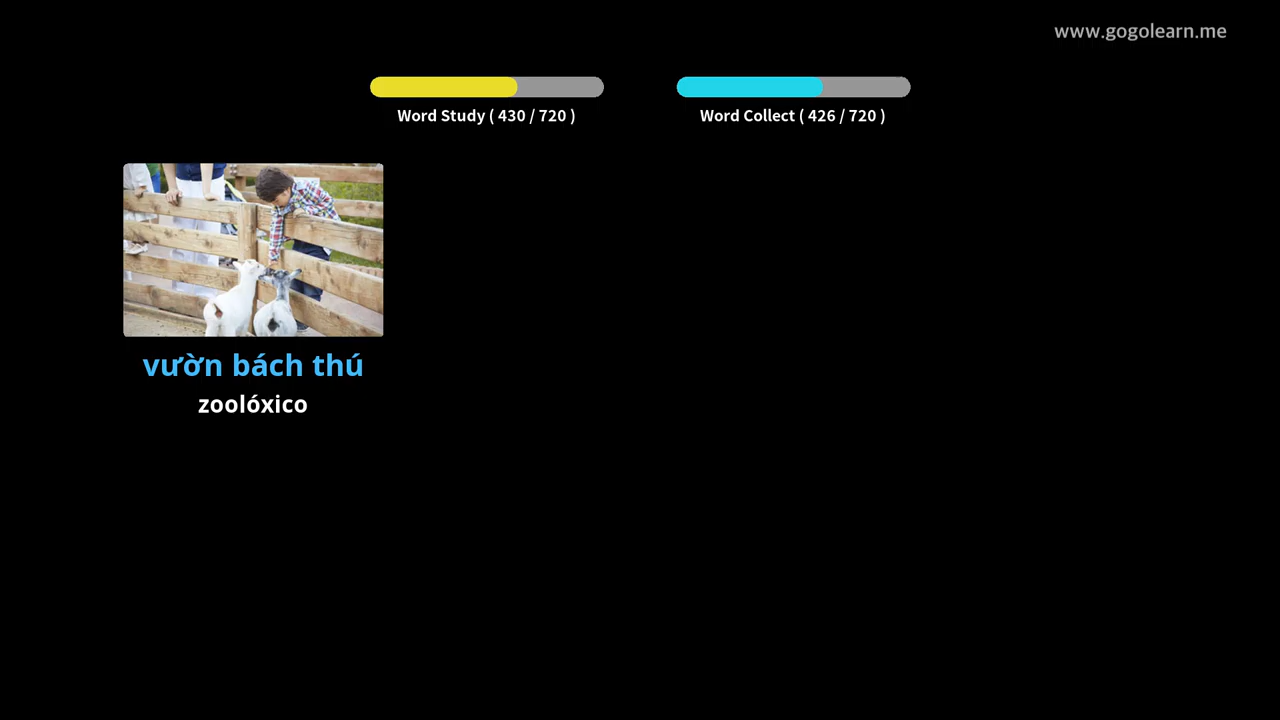 www.gogolearn.me
Word Study ( 430 / 720 )
Word Collect ( 426 / 720 )
vườn bách thú
zoolóxico